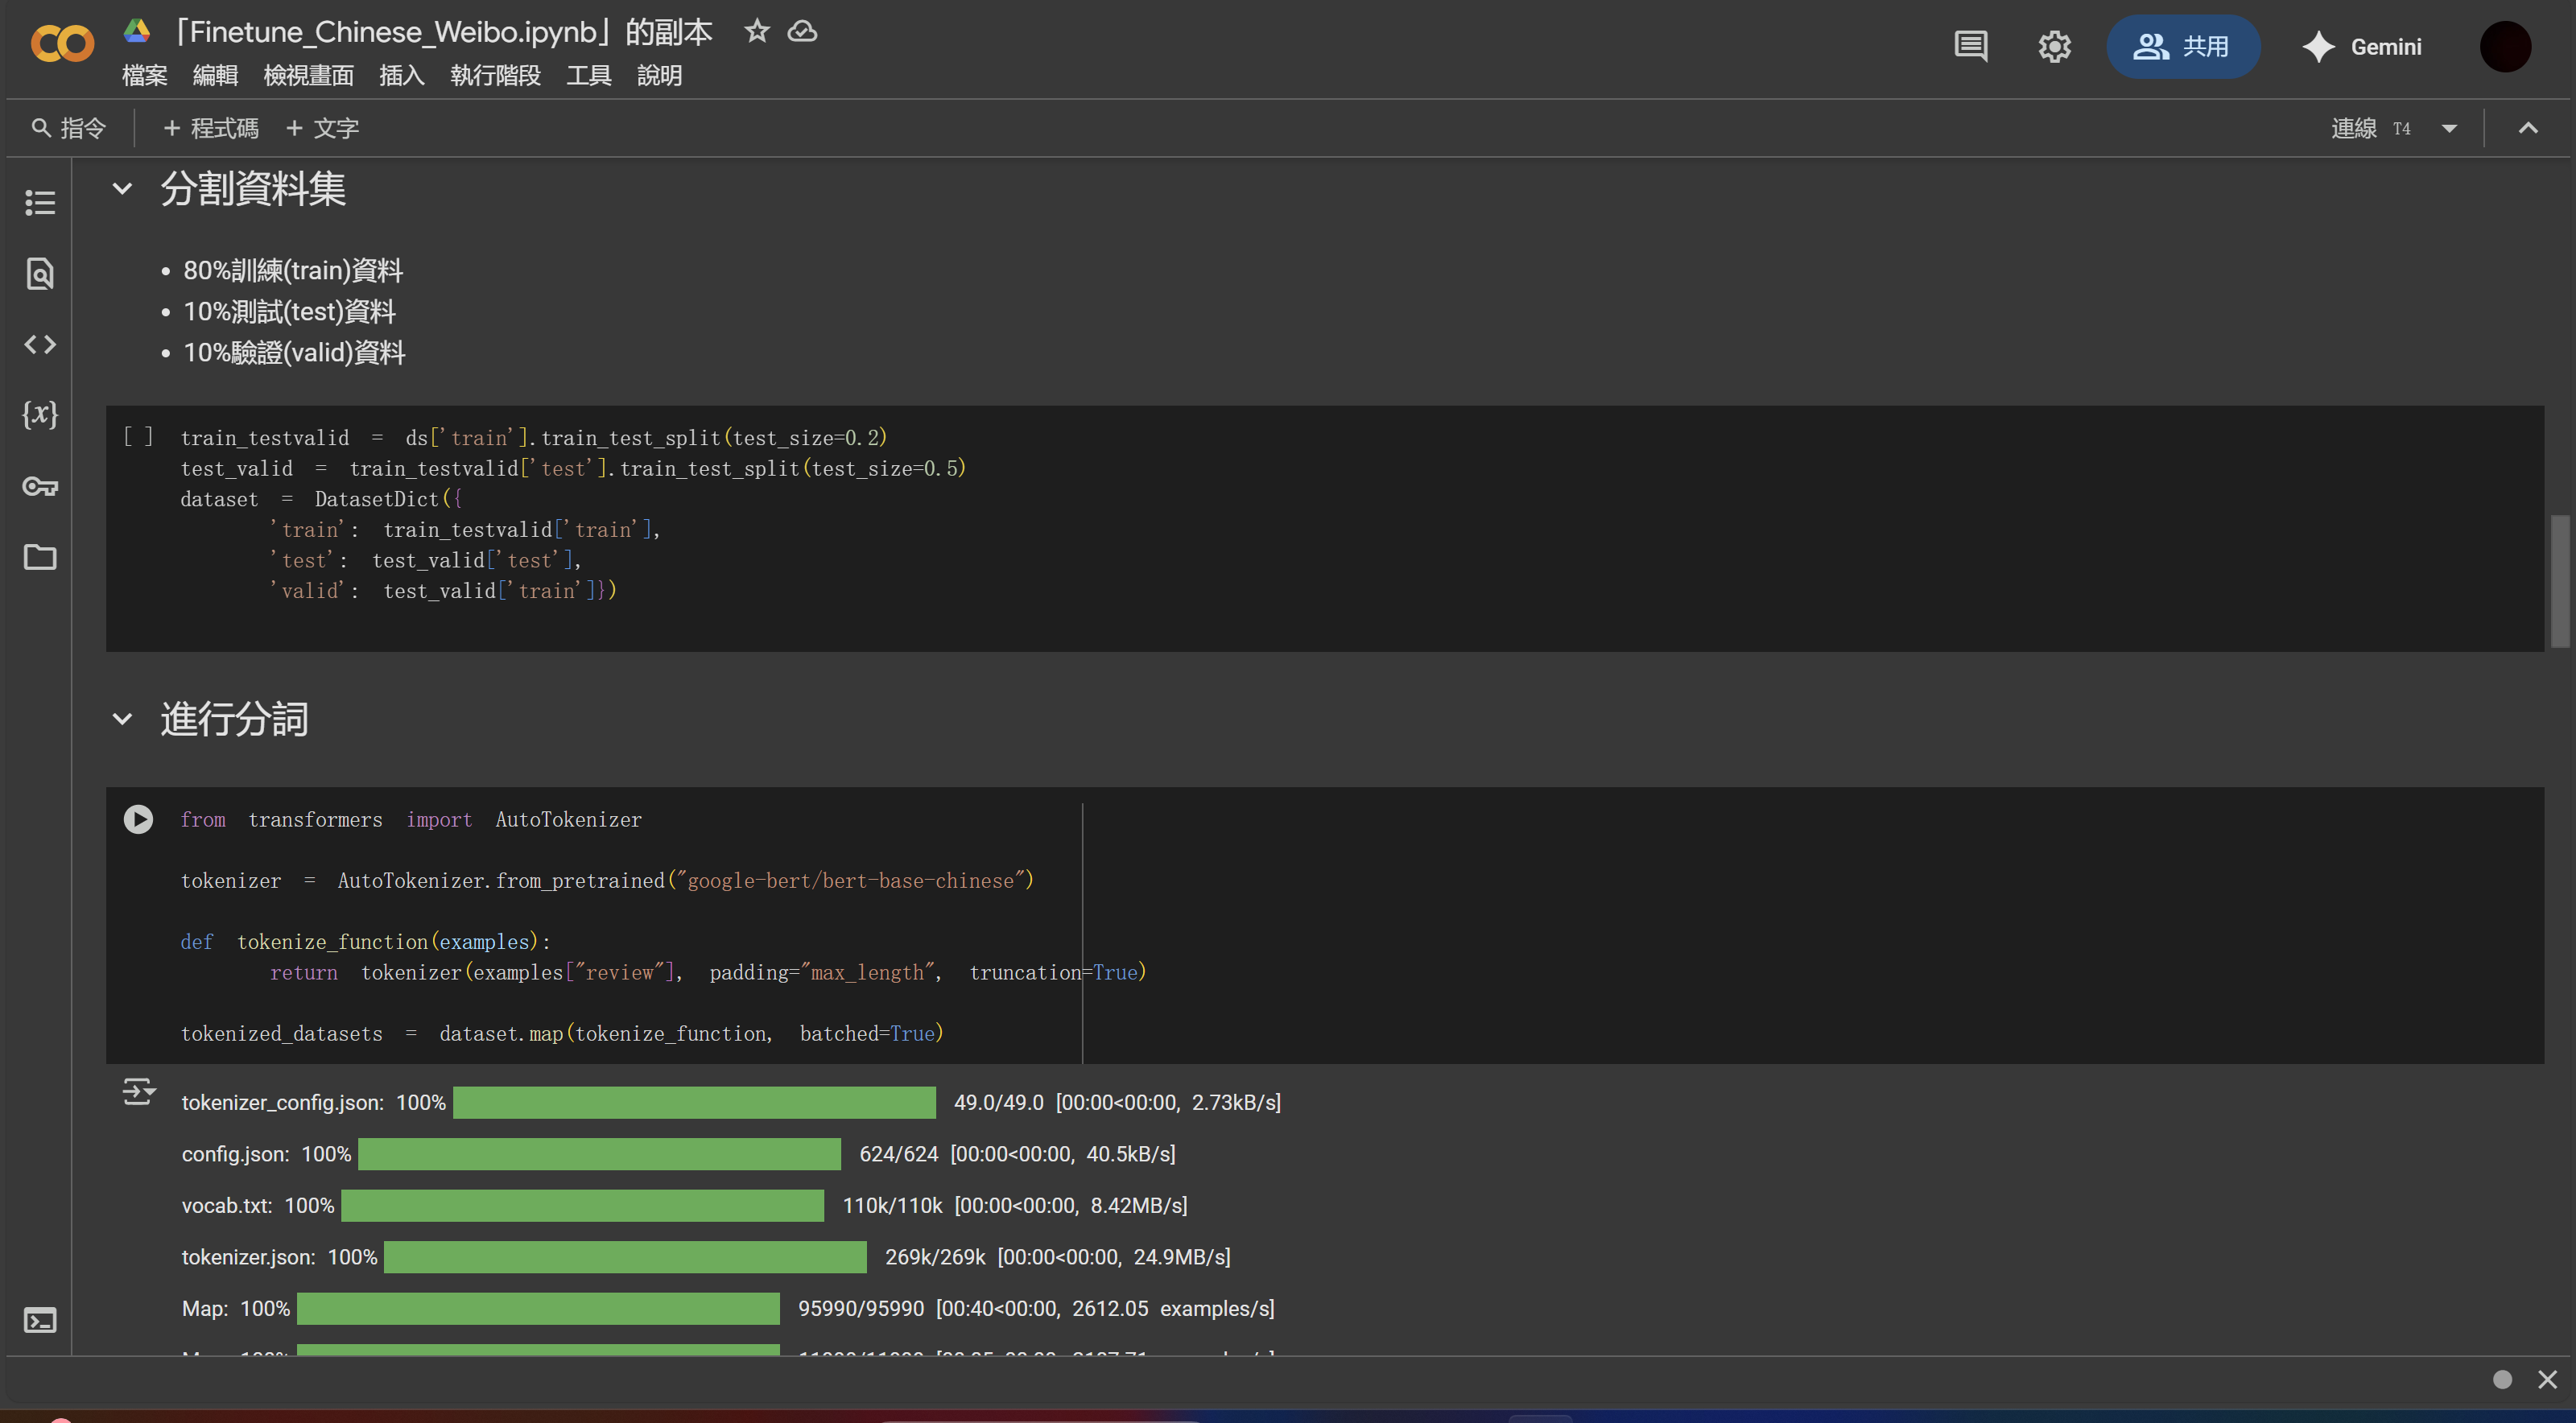 「Finetune_Chinese_Weibo.ipynb」的副本
檔案 編輯 檢視畫面 插入 執行階段 工具 說明
共用
Gemini
指令 + 程式碼 + 文字
連線 T4
分割資料集
• 80%訓練(train)資料
• 10%測試(test)資料
• 10%驗證(valid)資料
[ ] train_testvalid = ds['train'].train_test_split(test_size=0.2)
test_valid = train_testvalid['test'].train_test_split(test_size=0.5)
dataset = DatasetDict({
'train': train_testvalid['train'],
'test': test_valid['test'],
'valid': test_valid['train']})
進行分詞
from transformers import AutoTokenizer
tokenizer = AutoTokenizer.from_pretrained("google-bert/bert-base-chinese")
def tokenize_function(examples):
return tokenizer(examples["review"], padding="max_length", truncation=True)
tokenized_datasets = dataset.map(tokenize_function, batched=True)
tokenizer_config.json: 100% 49.0/49.0 [00:00<00:00, 2.73kB/s]
config.json: 100% 624/624 [00:00<00:00, 40.5kB/s]
vocab.txt: 100% 110k/110k [00:00<00:00, 8.42MB/s]
tokenizer.json: 100% 269k/269k [00:00<00:00, 24.9MB/s]
Map: 100% 95990/95990 [00:40<00:00, 2612.05 examples/s]